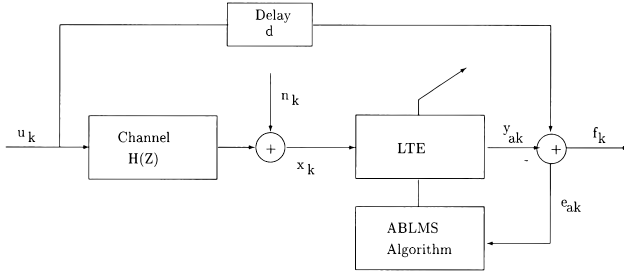 Delay
d
n k
u k
Channel
H(Z)
+
x k
LTE
y ak
-
+
f k
e ak
ABLMS
Algorithm